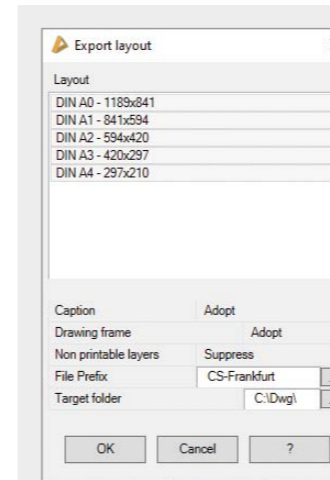 Export layout
Layout
DIN A0 - 1189x841
DIN A1 - 841x594
DIN A2 - 594x420
DIN A3 - 420x297
DIN A4 - 297x210
Caption Adopt
Drawing frame Adopt
Non printable layers Suppress
File Prefix CS-Frankfurt
Target folder C:\Dwg\
OK Cancel ?